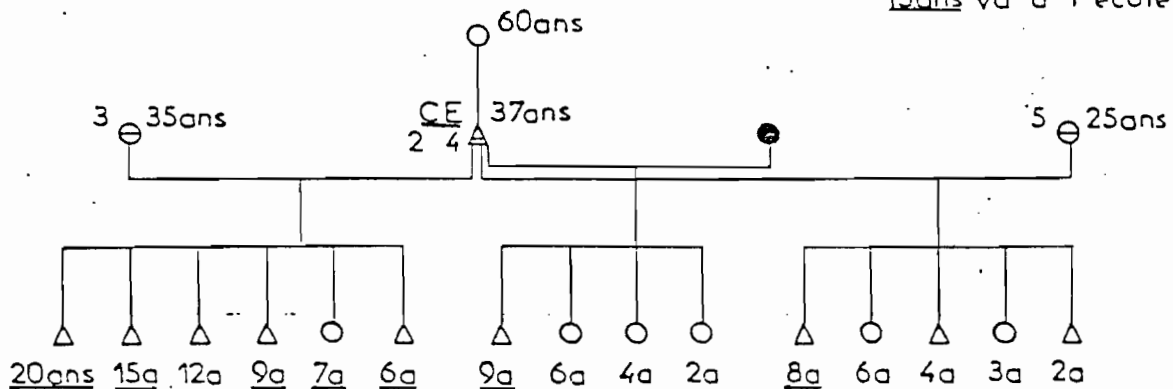 15ans va à l'école
60ans
3 35ans CE 37ans 5 25ans
2 4
20ans 15a 12a 9a 7a 6a 9a 6a 4a 2a 8a 6a 4a 3a 2a